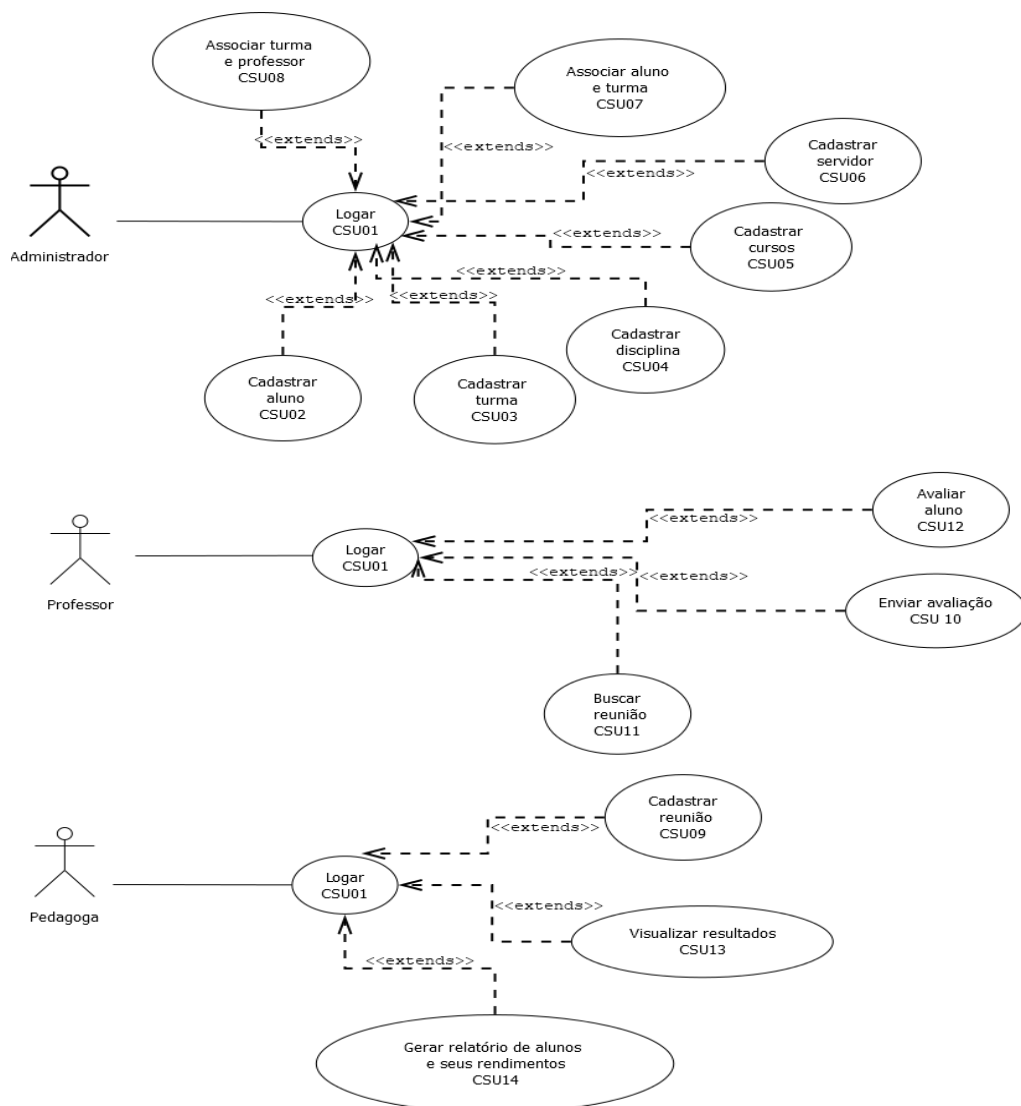 Associar turma
e professor
CSU08
Associar aluno
e turma
CSU07
<<extends>>
<<extends>>
Cadastrar
servidor
CSU06
<<extends>>
Administrador
Logar
CSU01
<<extends>>
Cadastrar
cursos
CSU05
<<extends>>
<<extends>>
<<extends>>
Cadastrar
disciplina
CSU04
Cadastrar
aluno
CSU02
Cadastrar
turma
CSU03
Avaliar
aluno
CSU12
<<extends>>
Professor
Logar
CSU01
<<extends>>
<<extends>>
Enviar avaliação
CSU 10
Buscar
reunião
CSU11
Cadastrar
reunião
CSU09
<<extends>>
Pedagoga
Logar
CSU01
<<extends>>
Visualizar resultados
CSU13
<<extends>>
Gerar relatório de alunos
e seus rendimentos
CSU14